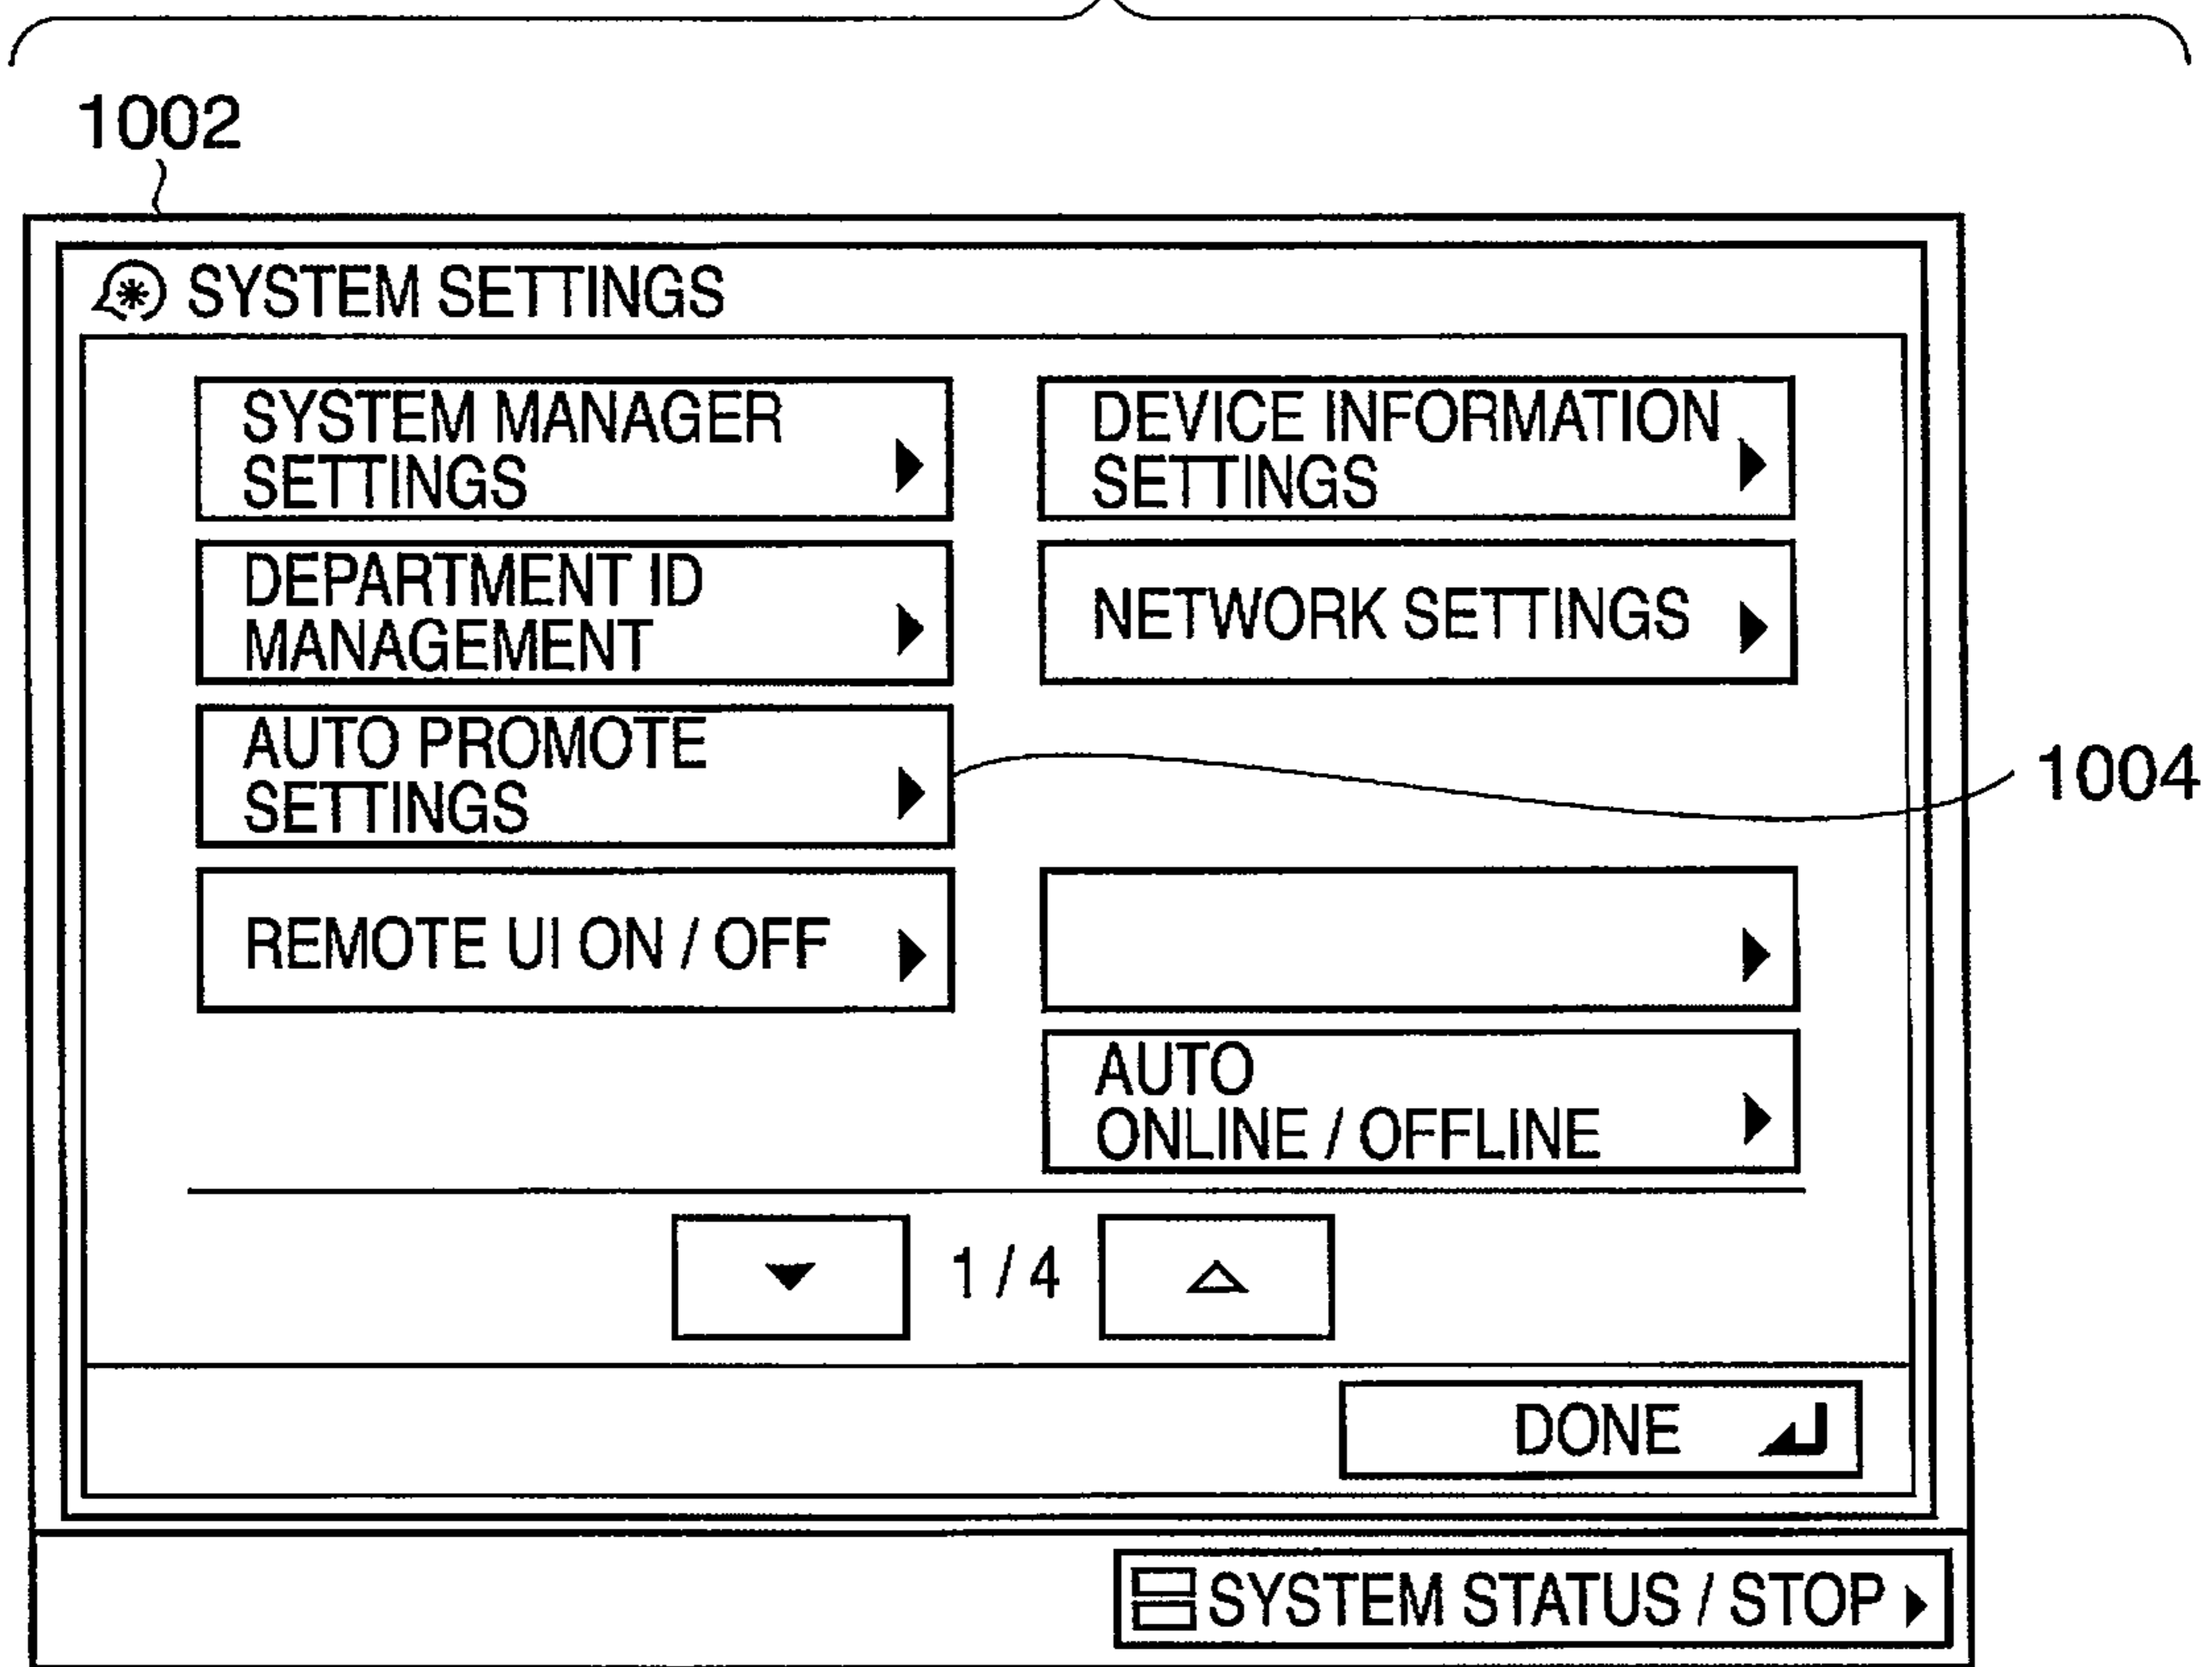 1002
SYSTEM SETTINGS
SYSTEM MANAGER
SETTINGS
DEVICE INFORMATION
SETTINGS
DEPARTMENT ID
MANAGEMENT
NETWORK SETTINGS
AUTO PROMOTE
SETTINGS
1004
REMOTE UI ON / OFF
AUTO
ONLINE / OFFLINE
1 / 4
DONE
SYSTEM STATUS / STOP